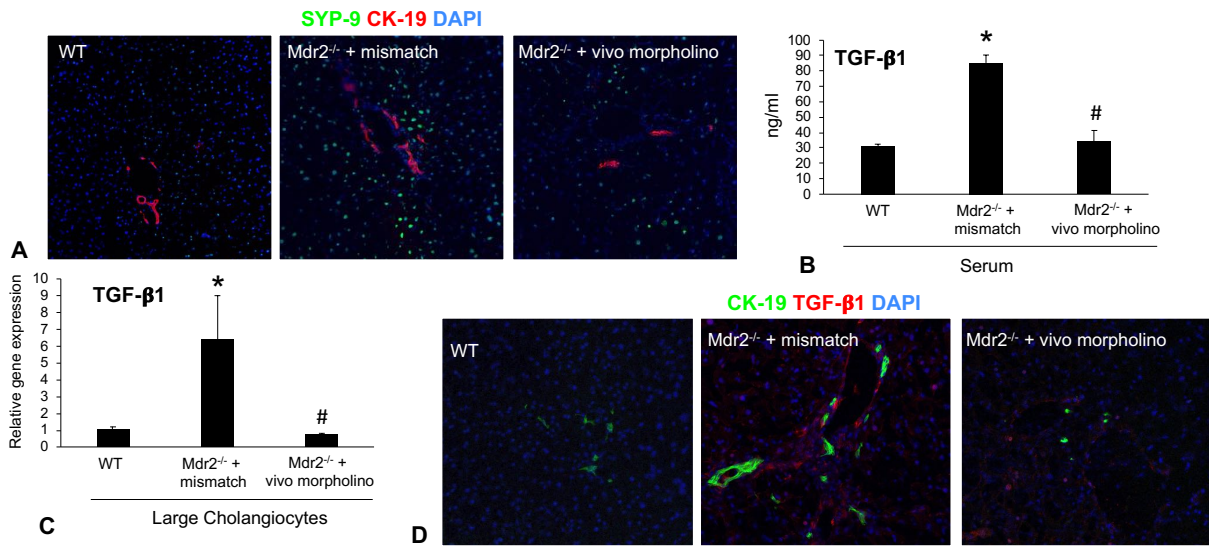 SYP-9 CK-19 DAPI
WT
Mdr2-/- + mismatch
Mdr2-/- + vivo morpholino
A
TGF-β1
ng/ml
100
90
80
70
60
50
40
30
20
10
0
*
#
WT
Mdr2-/- +
mismatch
Mdr2-/- +
vivo morpholino
Serum
B
TGF-β1
Relative gene expression
10
9
8
7
6
5
4
3
2
1
0
*
#
WT
Mdr2-/- +
mismatch
Mdr2-/- +
vivo morpholino
Large Cholangiocytes
C
CK-19 TGF-β1 DAPI
WT
Mdr2-/- + mismatch
Mdr2-/- + vivo morpholino
D